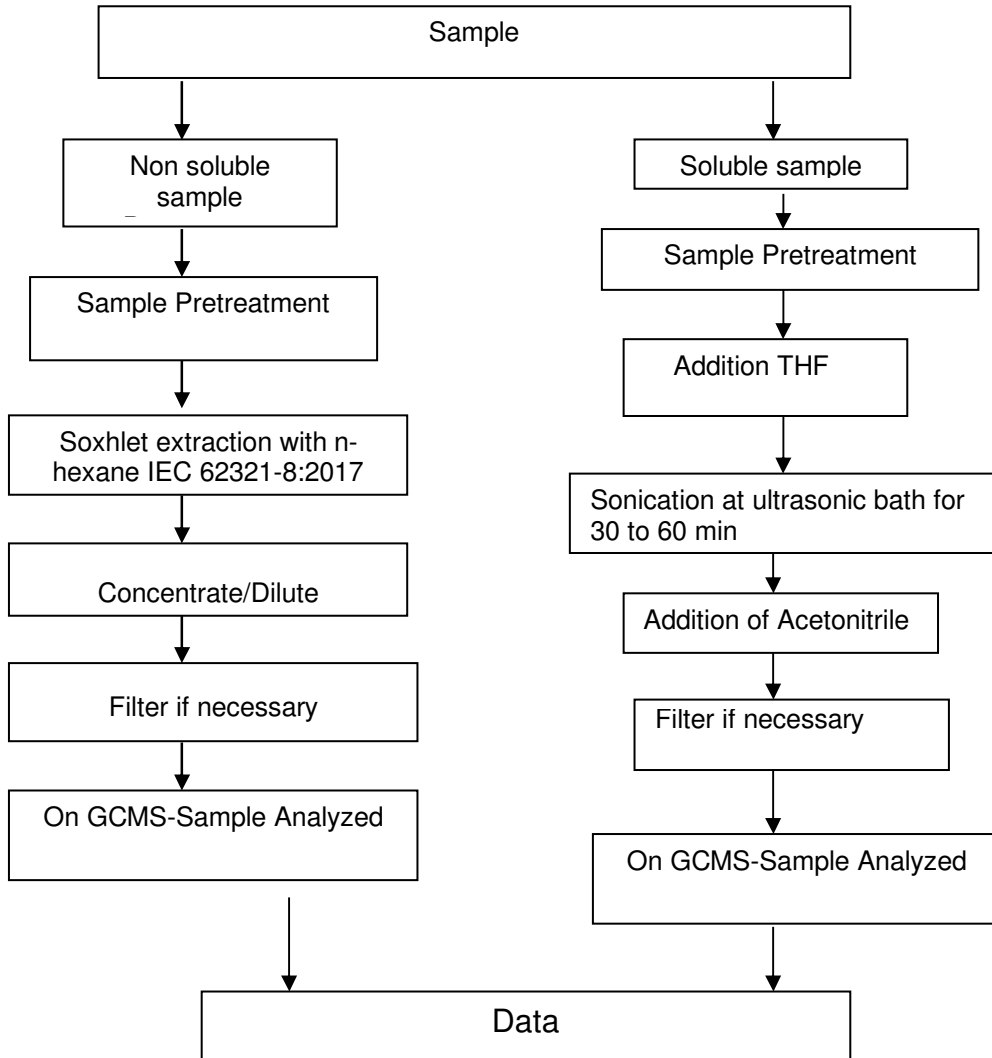 Sample
Non soluble
sample
Sample Pretreatment
Soxhlet extraction with n-
hexane IEC 62321-8:2017
Concentrate/Dilute
Filter if necessary
On GCMS-Sample Analyzed
Soluble sample
Sample Pretreatment
Addition THF
Sonication at ultrasonic bath for
30 to 60 min
Addition of Acetonitrile
Filter if necessary
On GCMS-Sample Analyzed
Data